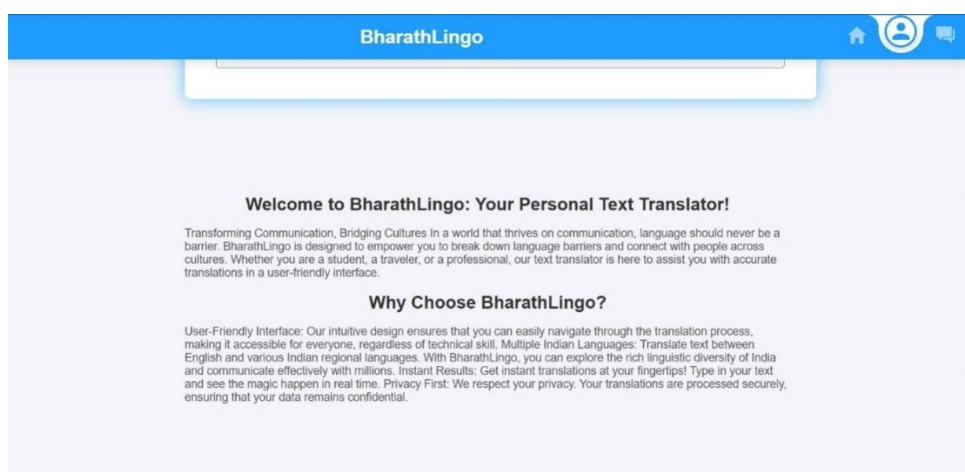 BharathLingo
Welcome to BharathLingo: Your Personal Text Translator!
Transforming Communication, Bridging Cultures In a world that thrives on communication, language should never be a
barrier. BharathLingo is designed to empower you to break down language barriers and connect with people across
cultures. Whether you are a student, a traveler, or a professional, our text translator is here to assist you with accurate
translations in a user-friendly interface.
Why Choose BharathLingo?
User-Friendly Interface: Our intuitive design ensures that you can easily navigate through the translation process,
making it accessible for everyone, regardless of technical skill. Multiple Indian Languages: Translate text between
English and various Indian regional languages. With BharathLingo, you can explore the rich linguistic diversity of India
and communicate effectively with millions. Instant Results: Get instant translations at your fingertips! Type in your text
and see the magic happen in real time. Privacy First: We respect your privacy. Your translations are processed securely,
ensuring that your data remains confidential.